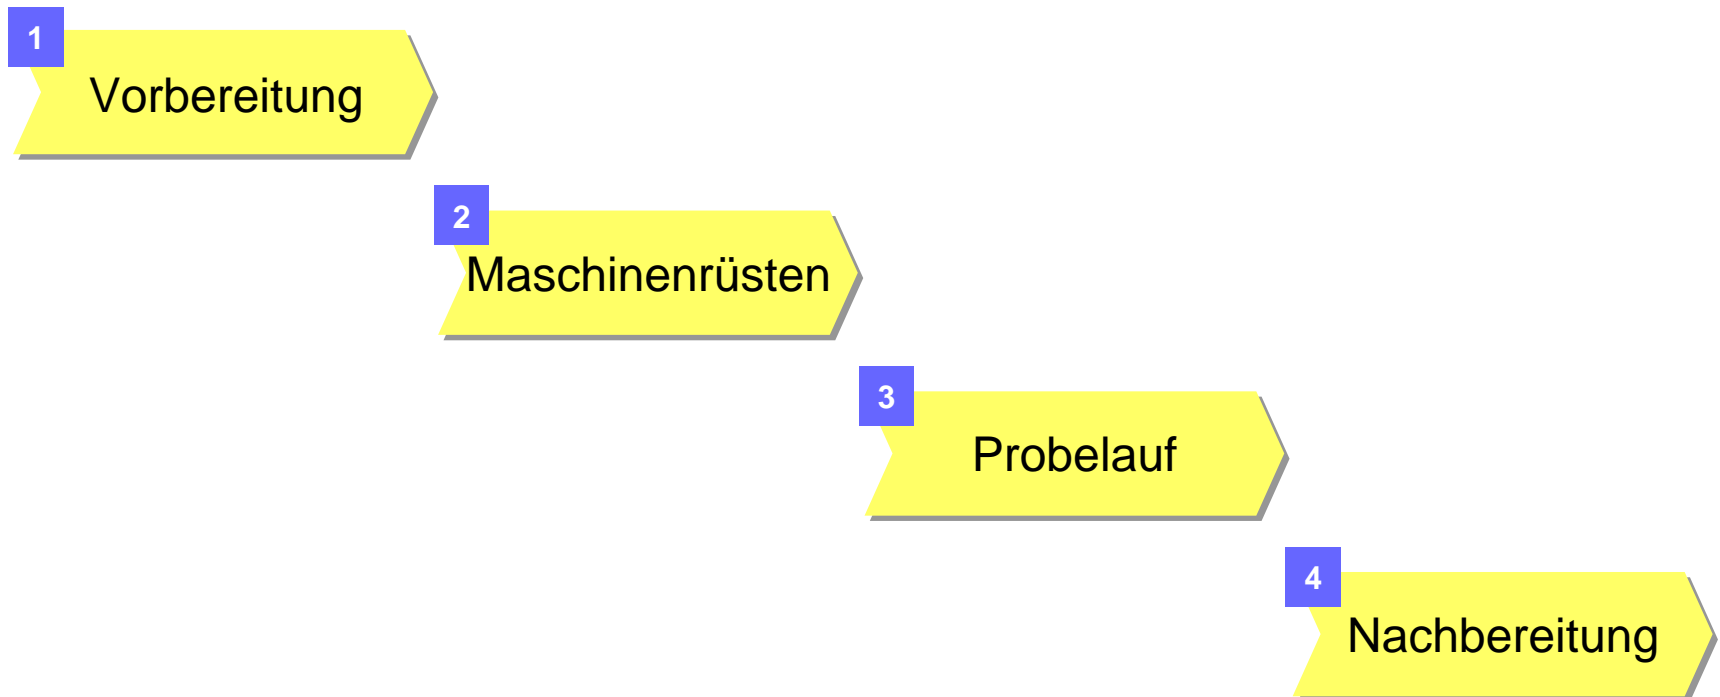 1
Vorbereitung
2
Maschinenrüsten
3
Probelauf
4
Nachbereitung